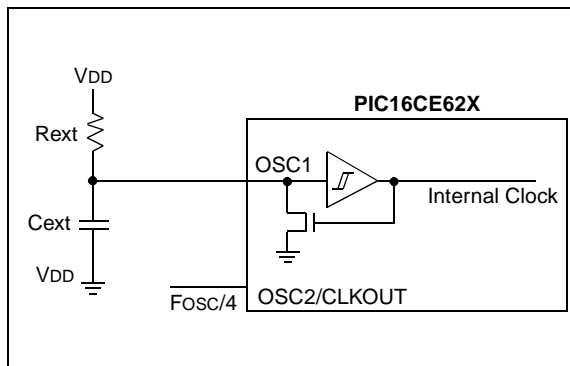 VDD
PIC16CE62X
Rext
OSC1
Internal Clock
Cext
VDD
FOSC/4
OSC2/CLKOUT